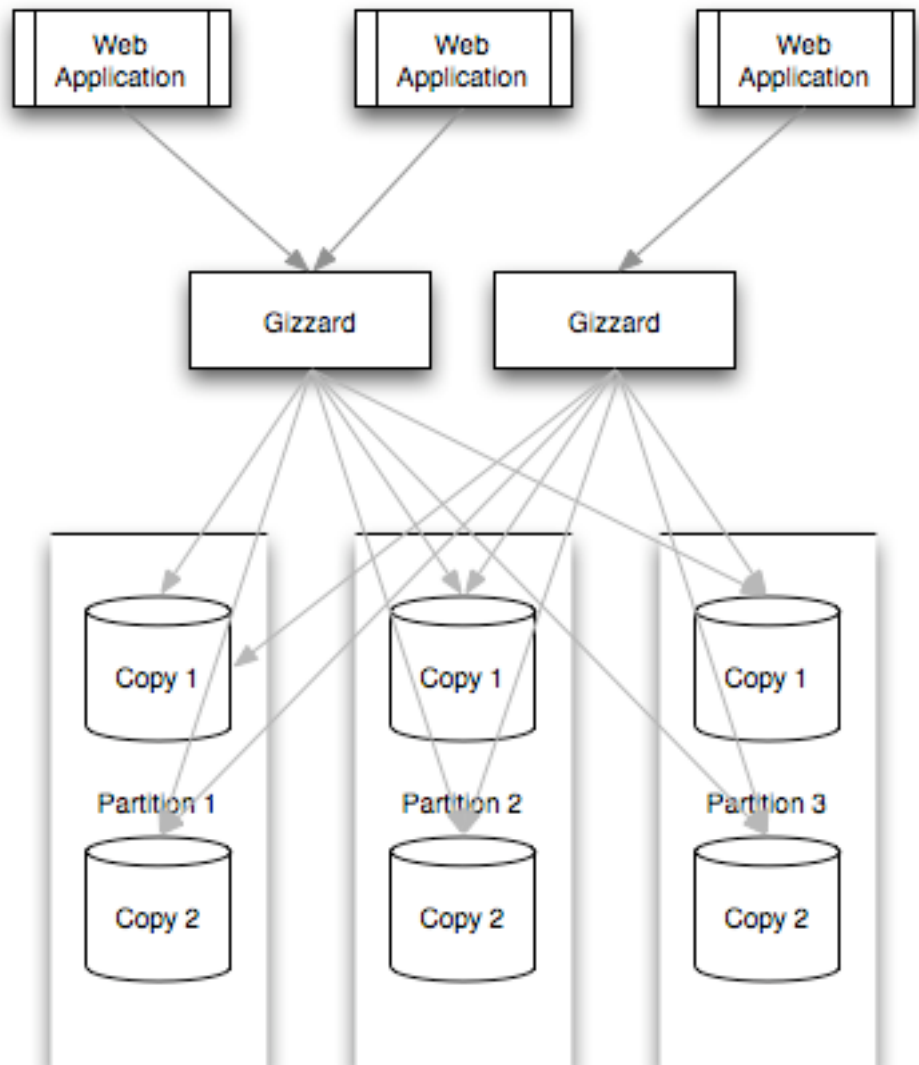 Web
Application
Web
Application
Web
Application
Gizzard
Gizzard
Copy 1
Copy 1
Copy 1
Partition 1
Partition 2
Partition 3
Copy 2
Copy 2
Copy 2